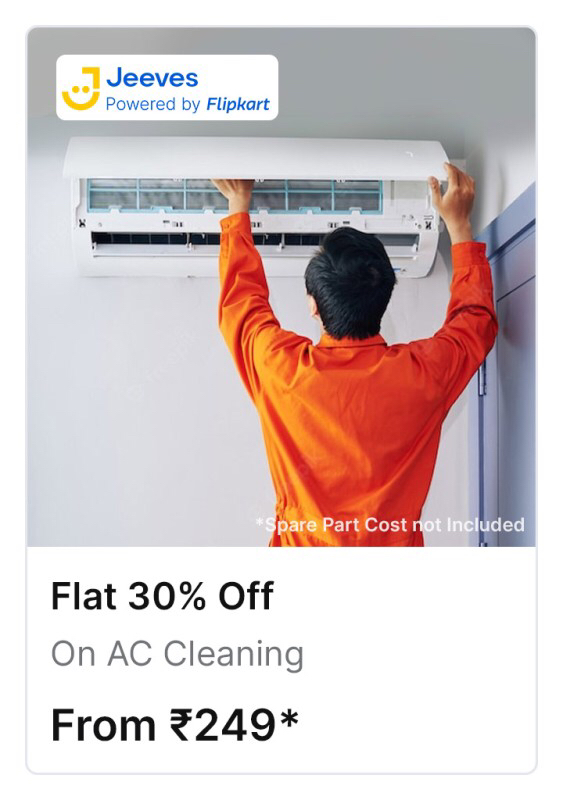 Jeeves
Powered by Flipkart
*Spare Part Cost not Included
Flat 30% Off
On AC Cleaning
From ₹249*